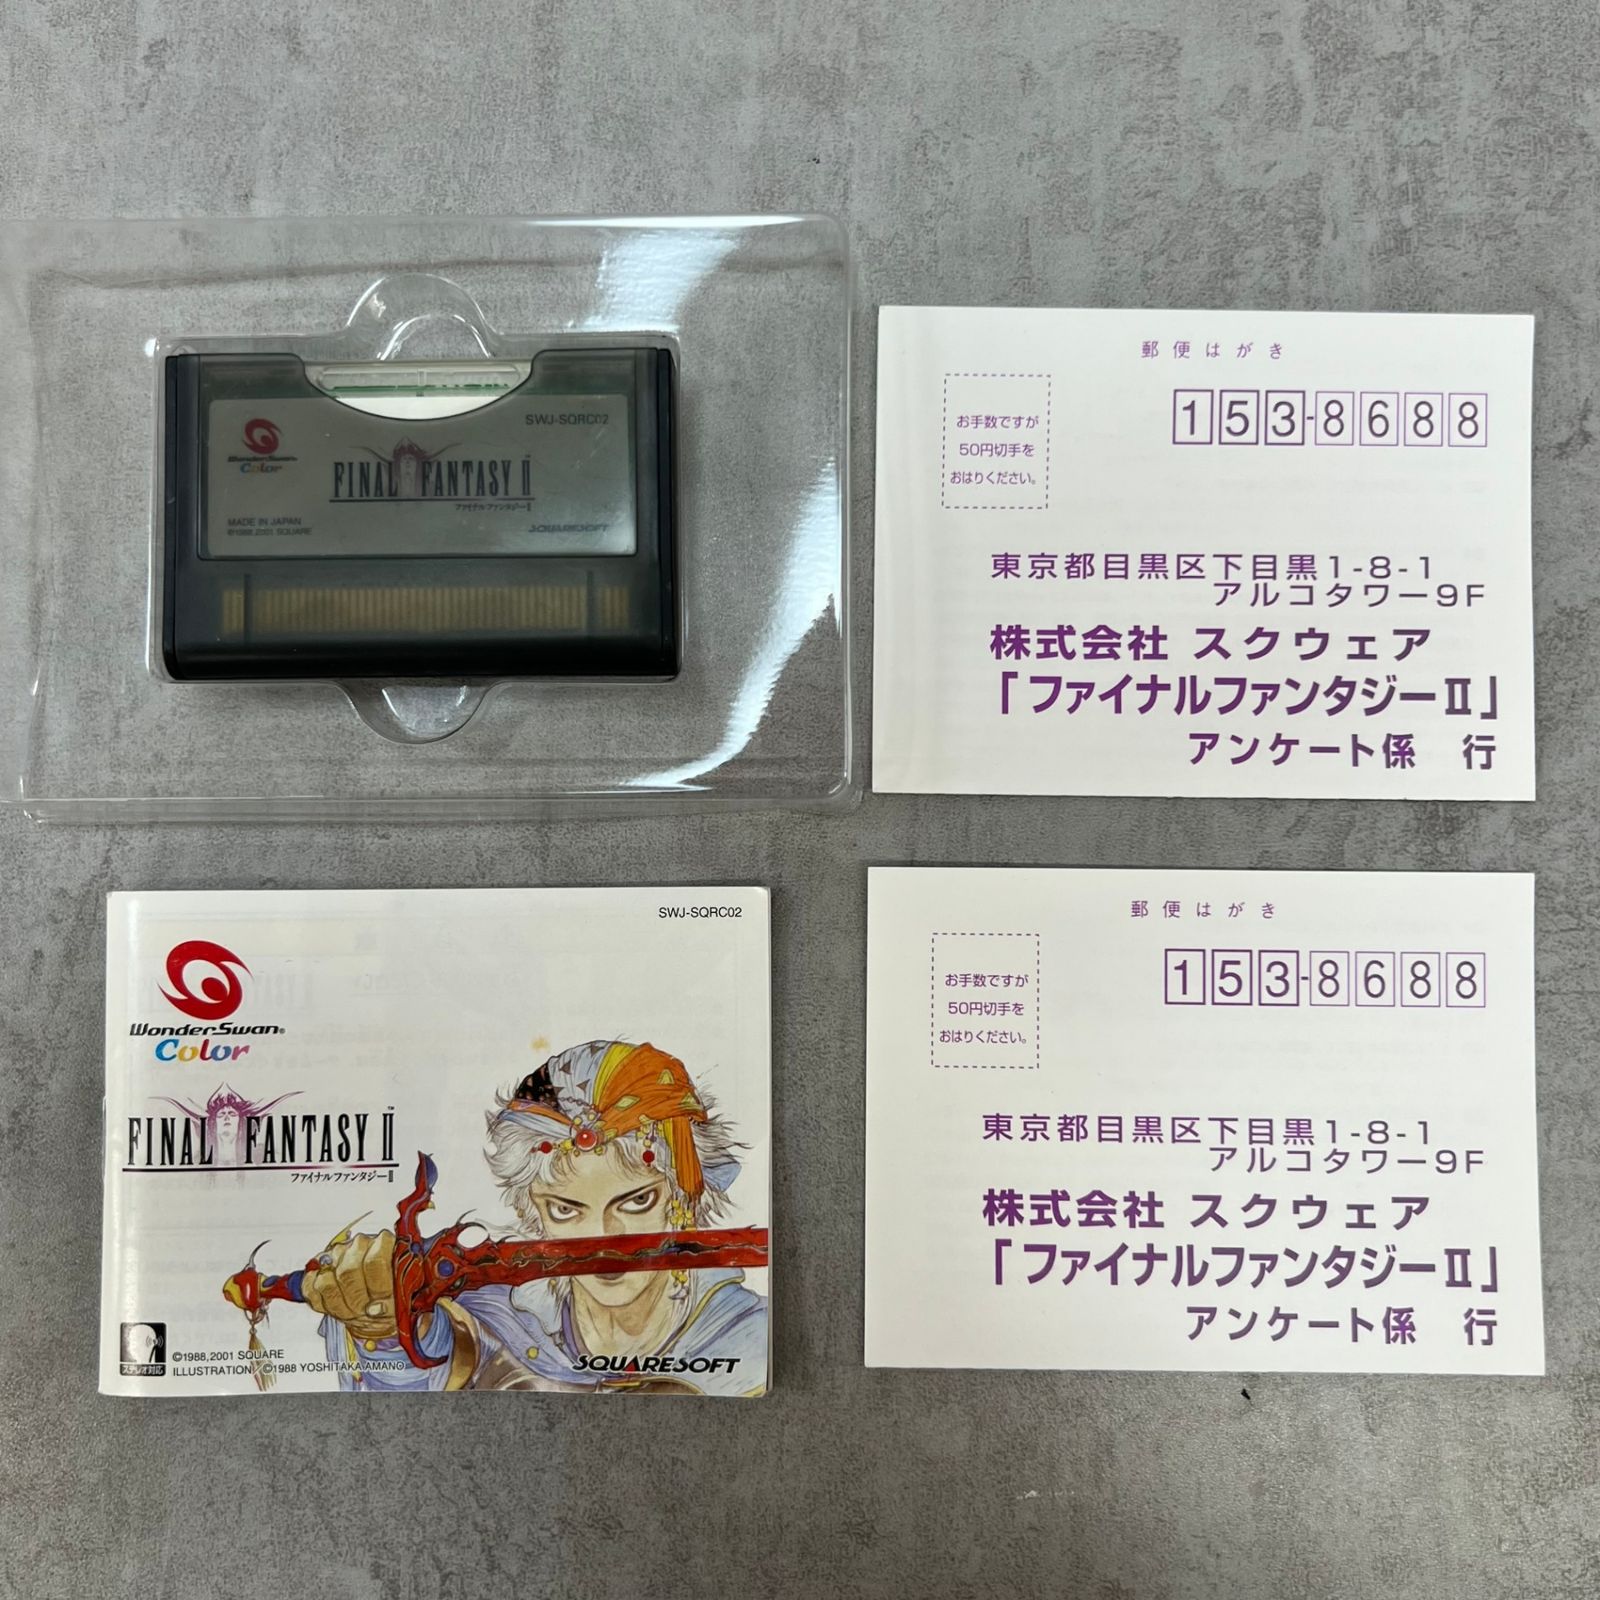 SWJ-SQRC02
WonderSwan
Color
FINAL FANTASY II
ファイナルファンタジーII
MADE IN JAPAN
©1988,2001 SQUARE
SQUARESOFT
郵便はがき
153-8688
お手数ですが
50円切手を
おはりください。
東京都目黒区下目黒1-8-1
アルコタワー9F
株式会社 スクウェア
「ファイナルファンタジーII」
アンケート係 行
SWJ-SQRC02
WonderSwan®
Color
FINAL FANTASY II™
ファイナルファンタジーII
ステレオ対応
©1988,2001 SQUARE
ILLUSTRATION/©1988 YOSHITAKA AMANO
SQUARESOFT
郵便はがき
153-8688
お手数ですが
50円切手を
おはりください。
東京都目黒区下目黒1-8-1
アルコタワー9F
株式会社 スクウェア
「ファイナルファンタジーII」
アンケート係 行